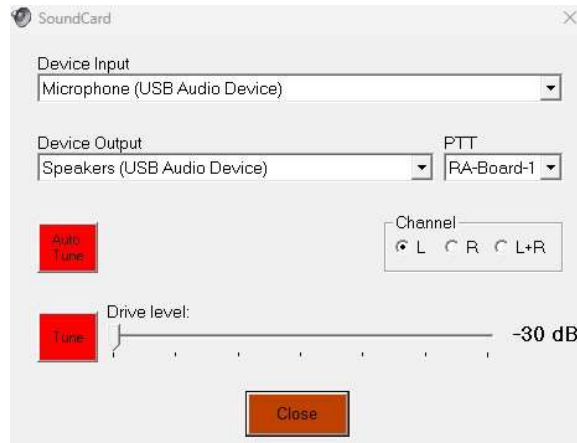 SoundCard
Device Input
Microphone (USB Audio Device)
Device Output PTT
Speakers (USB Audio Device) RA-Board-1
Channel
Auto
Tune
L R L+R
Drive level:
Tune
-30 dB
Close